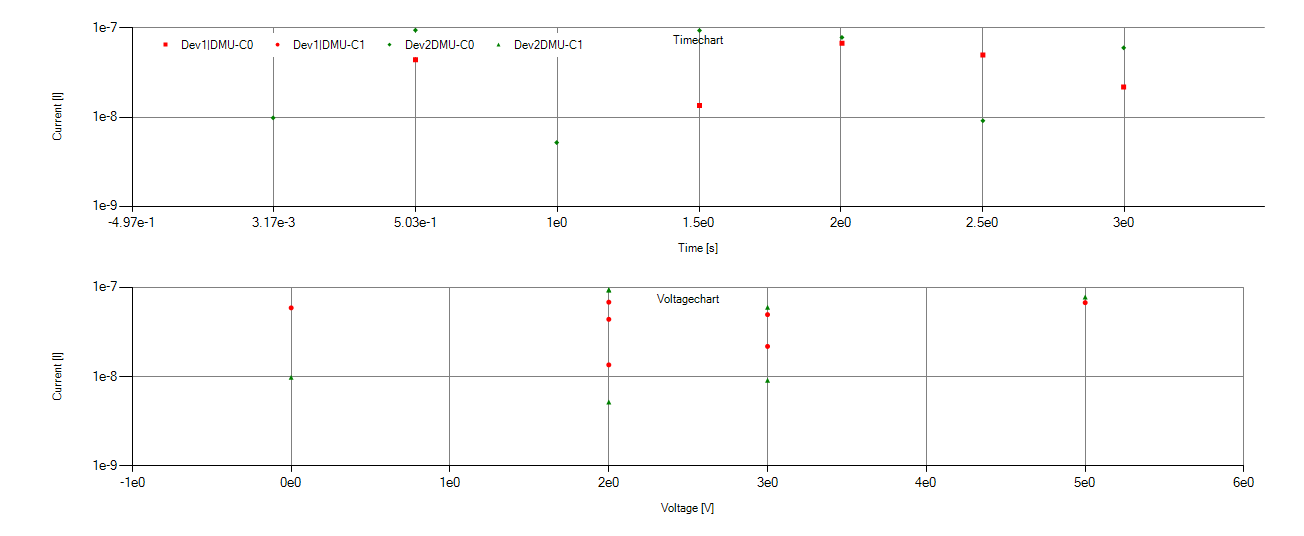 1e-7
Dev1|DMU-C0 Dev1|DMU-C1 Dev2DMU-C0 Dev2DMU-C1
Timechart
Current [I]
1e-8
1e-9
-4.97e-1 3.17e-3 5.03e-1 1e0 1.5e0 2e0 2.5e0 3e0
Time [s]
1e-7
Voltagechart
Current [I]
1e-8
1e-9
-1e0 0e0 1e0 2e0 3e0 4e0 5e0 6e0
Voltage [V]